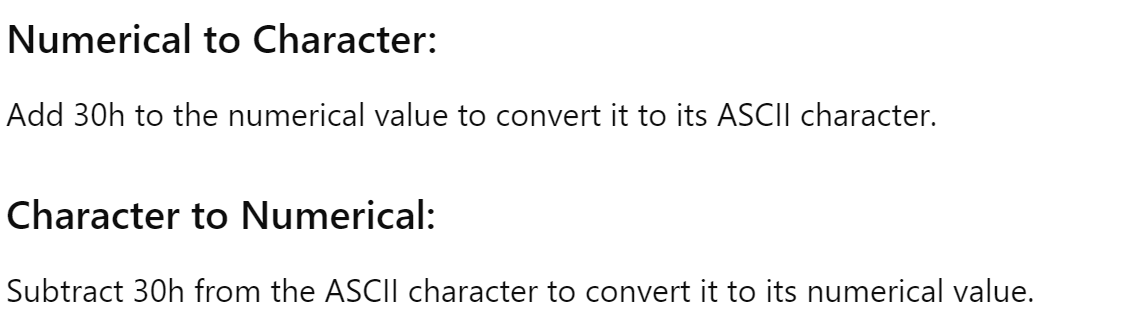 Numerical to Character:
Add 30h to the numerical value to convert it to its ASCII character.
Character to Numerical:
Subtract 30h from the ASCII character to convert it to its numerical value.